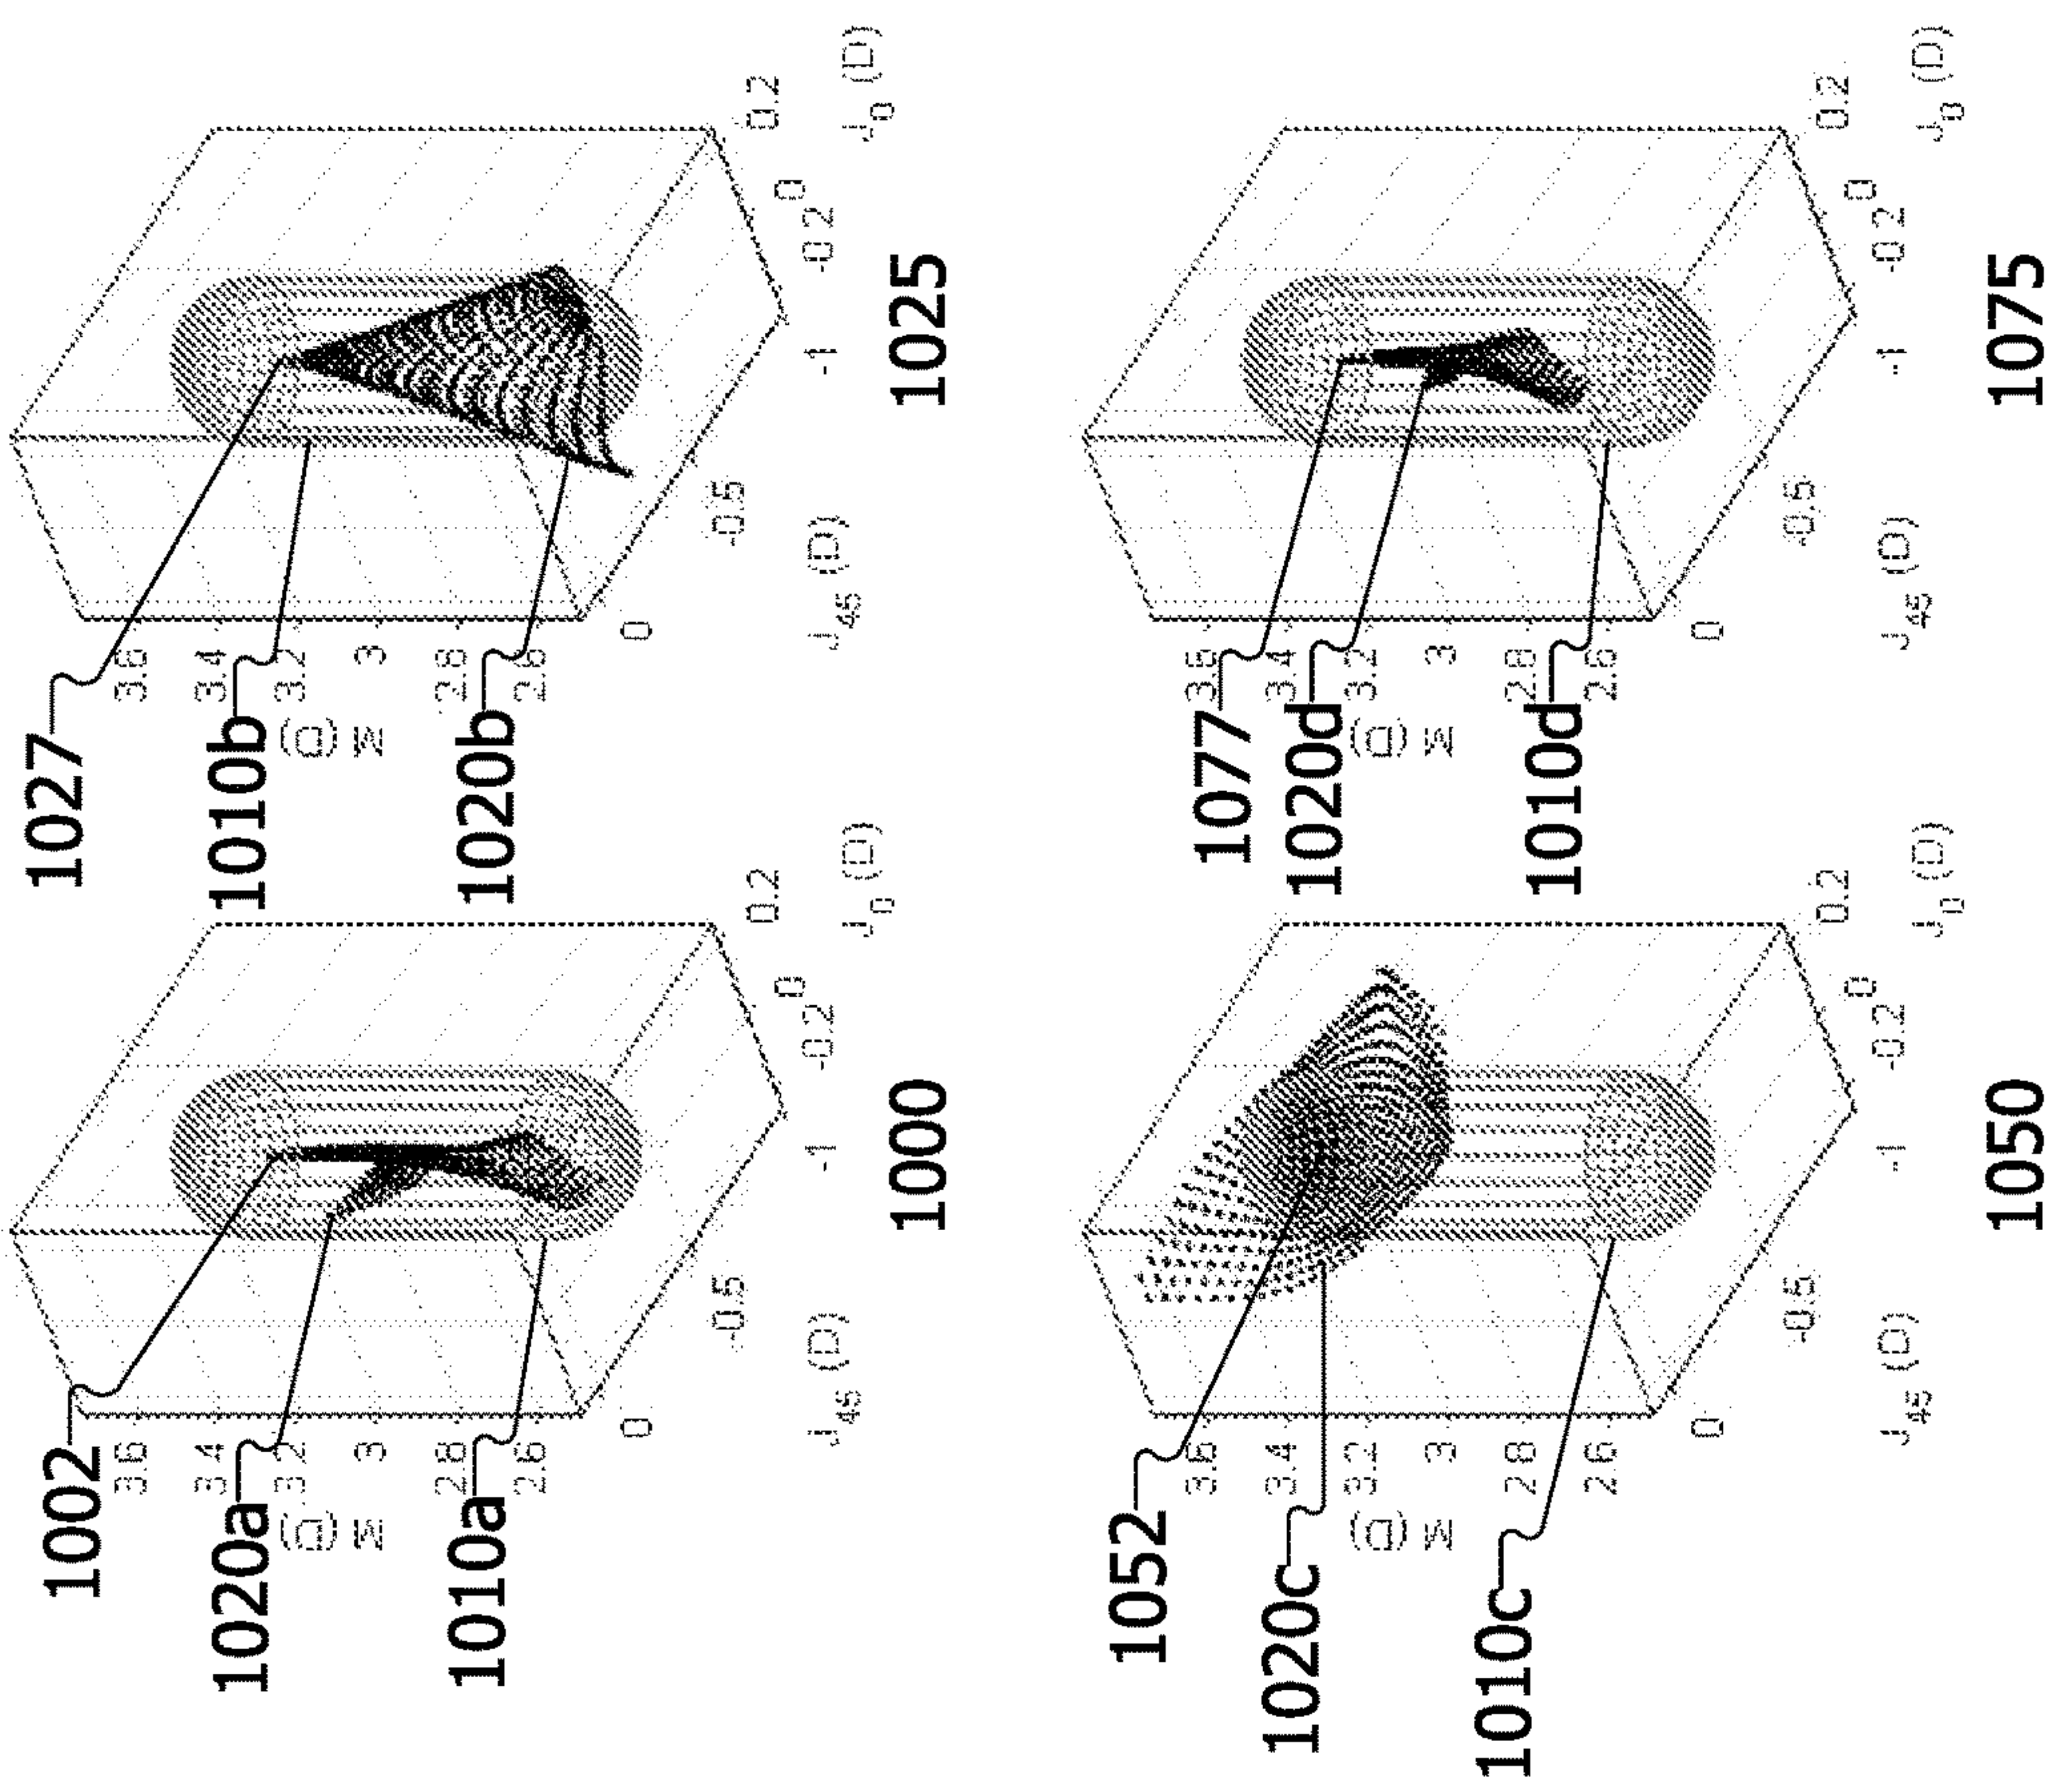 1002
1020a
1010a
3.6
3.4
3.2
3
2.8
2.6
M (D)
0
-0.5
-1
-0.2
0
0.2
J45 (D)
J0 (D)
1000
1027
1010b
1020b
3.6
3.4
3.2
3
2.8
2.6
M (D)
0
-0.5
-1
-0.2
0
0.2
J45 (D)
J0 (D)
1025
1052
1020c
1010c
3.6
3.4
3.2
3
2.8
2.6
M (D)
0
-0.5
-1
-0.2
0
0.2
J45 (D)
J0 (D)
1050
1077
1020d
1010d
3.6
3.4
3.2
3
2.8
2.6
M (D)
0
-0.5
-1
-0.2
0
0.2
J45 (D)
J0 (D)
1075